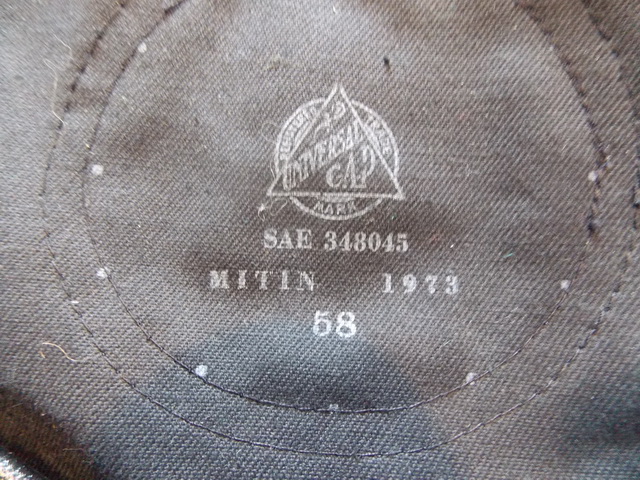 UNIVERSAL
CAP
MARK
SAE 348045
MITIN 1973
58